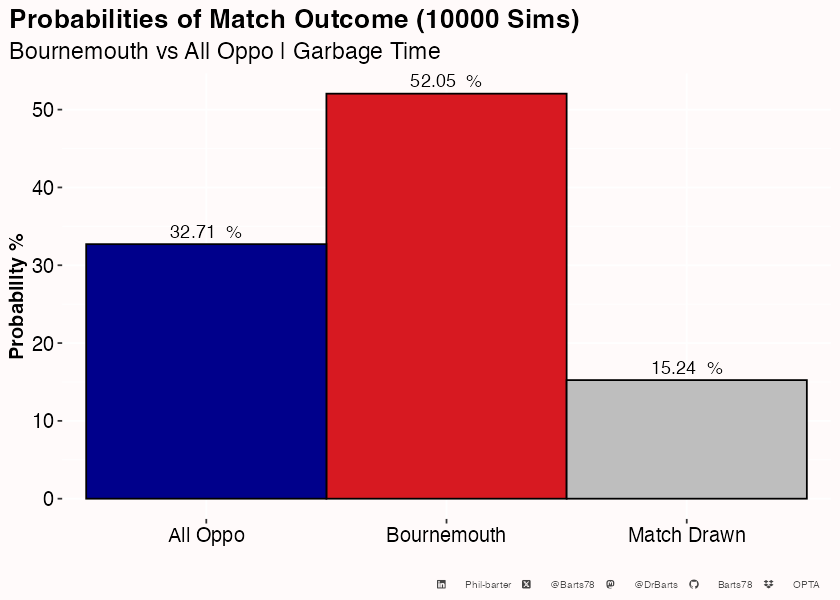 Probabilities of Match Outcome (10000 Sims)
Bournemouth vs All Oppo | Garbage Time
Probability %
50
40
30
20
10
0
32.71 %
52.05 %
15.24 %
All Oppo Bournemouth Match Drawn
Phil-barter @Barts78 @DrBarts Barts78 OPTA